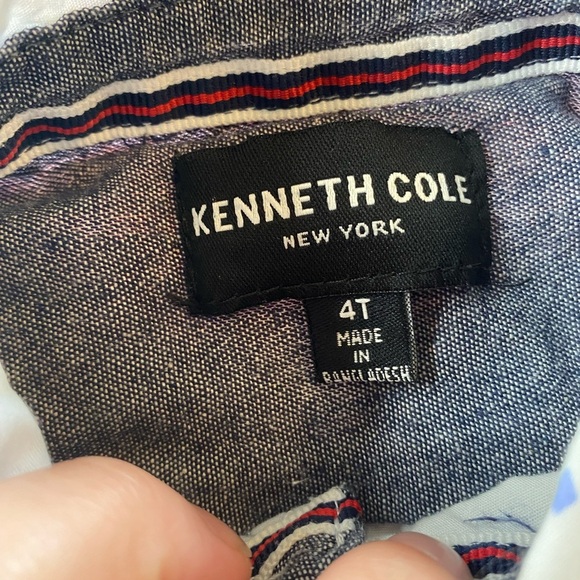 KENNETH COLE
NEW YORK
4T
MADE
IN
BANGLADESH